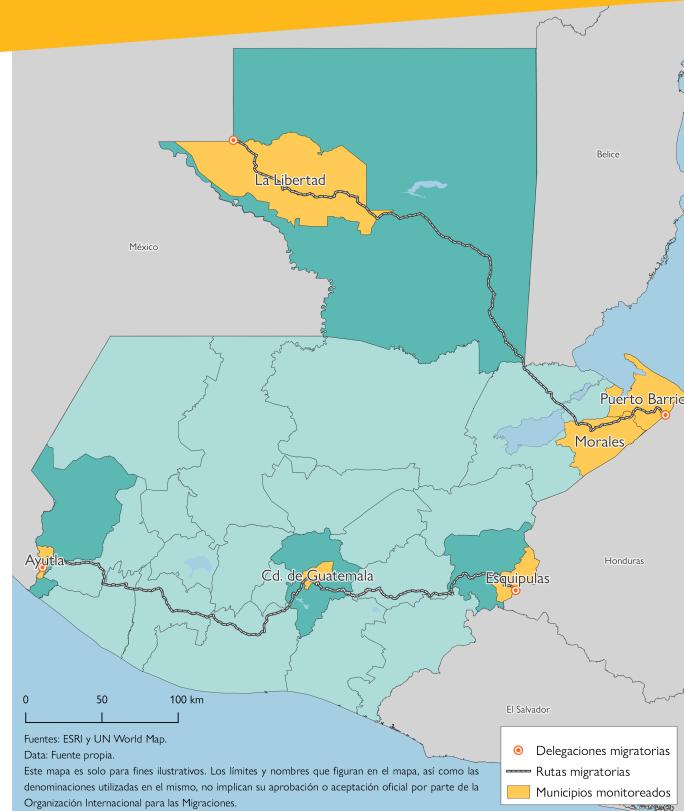 Belice
La Libertad
México
Puerto Barrio
Morales
Ayutla
Honduras
Cd. de Guatemala
Esquipulas
0 50 100 km
El Salvador
Fuentes: ESRI y UN World Map.
Data: Fuente propia.
Este mapa es solo para fines ilustrativos. Los límites y nombres que figuran en el mapa, así como las
denominaciones utilizadas en el mismo, no implican su aprobación o aceptación oficial por parte de la
Organización Internacional para las Migraciones.
Delegaciones migratorias
Rutas migratorias
Municipios monitoreados